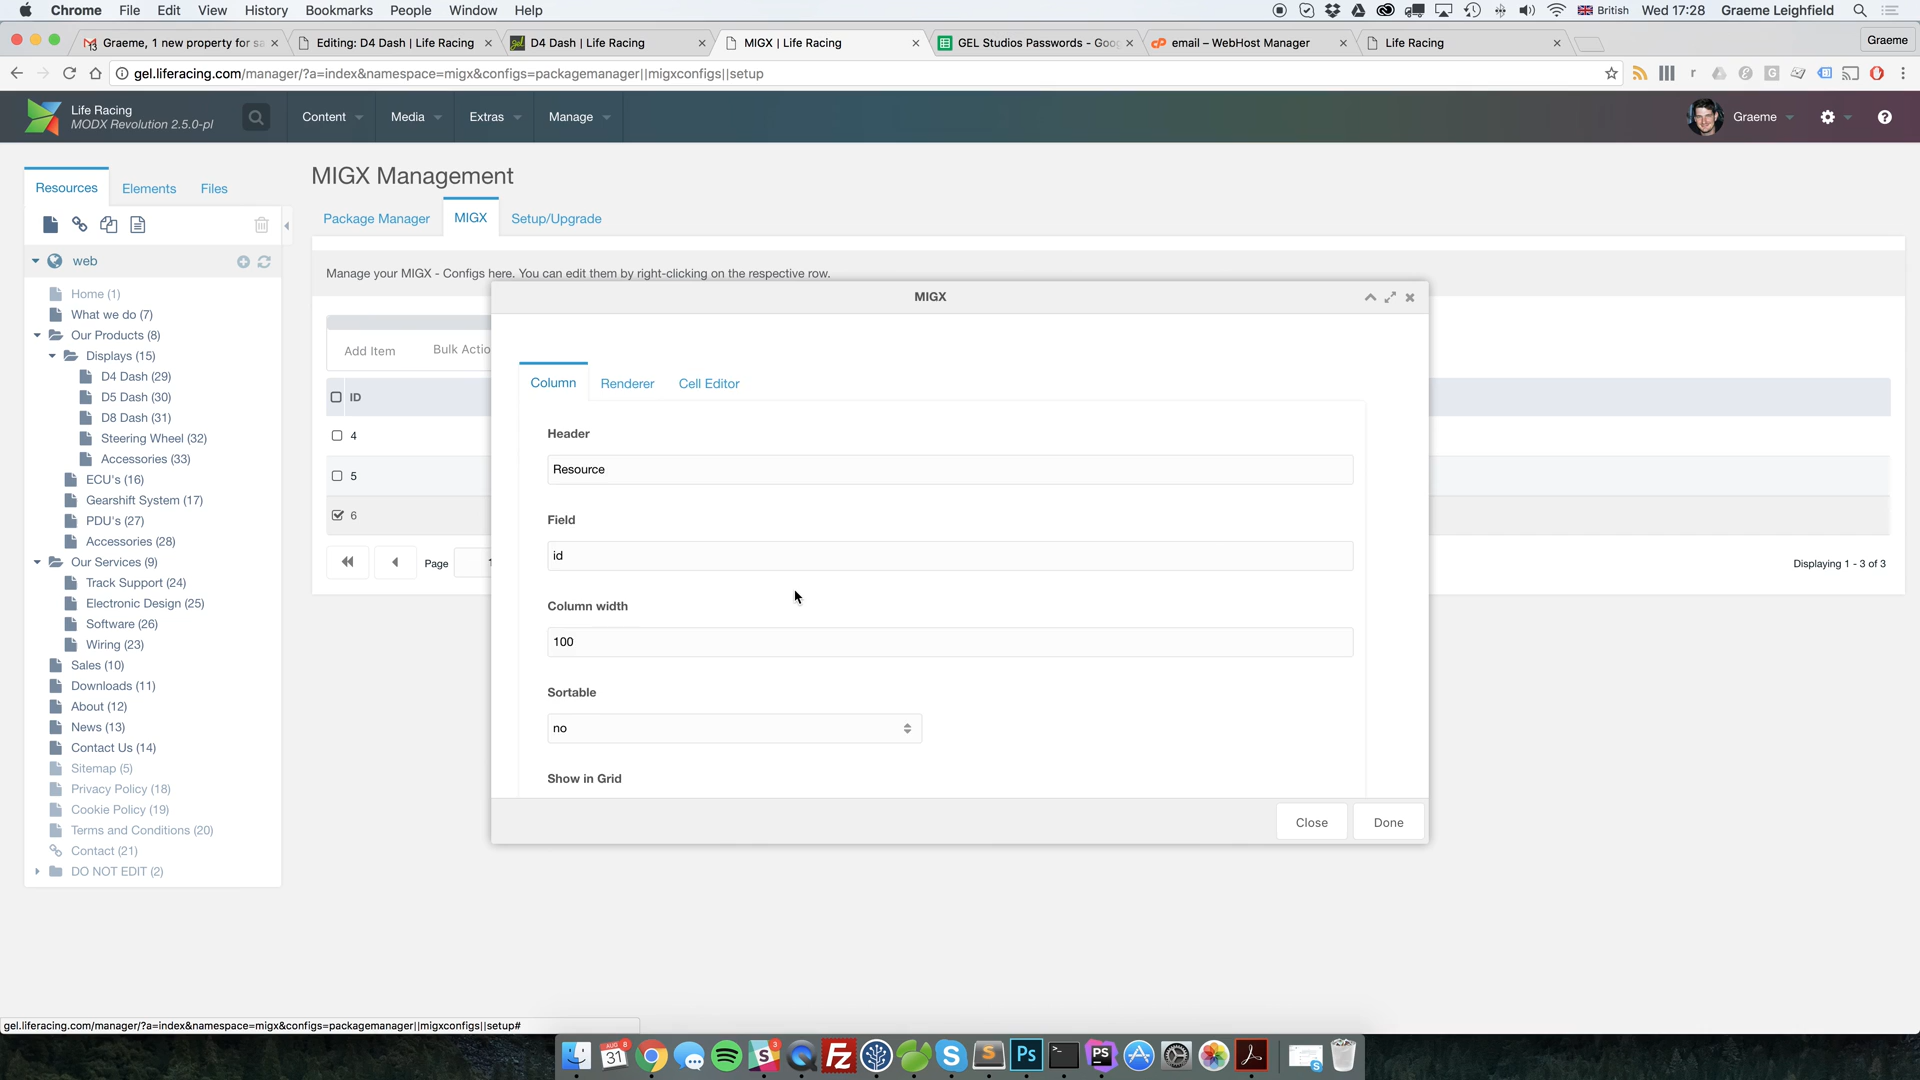 Chrome File Edit View History Bookmarks People Window Help British Wed 17:28 Graeme Leighfield
Graeme, 1 new property for sa
Editing: D4 Dash | Life Racing
D4 Dash | Life Racing
MIGX | Life Racing
GEL Studios Passwords - Goo
email – WebHost Manager
Life Racing
Graeme
gel.liferacing.com/manager/?a=index&namespace=migx&configs=packagemanager||migxconfigs||setup
Life Racing
MODX Revolution 2.5.0-pl
Content Media Extras Manage Graeme
Resources Elements Files
web
Home (1)
What we do (7)
Our Products (8)
Displays (15)
D4 Dash (29)
D5 Dash (30)
D8 Dash (31)
Steering Wheel (32)
Accessories (33)
ECU's (16)
Gearshift System (17)
PDU's (27)
Accessories (28)
Our Services (9)
Track Support (24)
Electronic Design (25)
Software (26)
Wiring (23)
Sales (10)
Downloads (11)
About (12)
News (13)
Contact Us (14)
Sitemap (5)
Privacy Policy (18)
Cookie Policy (19)
Terms and Conditions (20)
Contact (21)
DO NOT EDIT (2)
MIGX Management
Package Manager MIGX Setup/Upgrade
Manage your MIGX - Configs here. You can edit them by right-clicking on the respective row.
Add Item Bulk Actio
ID
4
5
6
Page 1
Displaying 1 - 3 of 3
MIGX
Column Renderer Cell Editor
Header
Resource
Field
id
Column width
100
Sortable
no
Show in Grid
Close Done
gel.liferacing.com/manager/?a=index&namespace=migx&configs=packagemanager||migxconfigs||setup#
AUG 8
31
3
Fz
Ps
PS